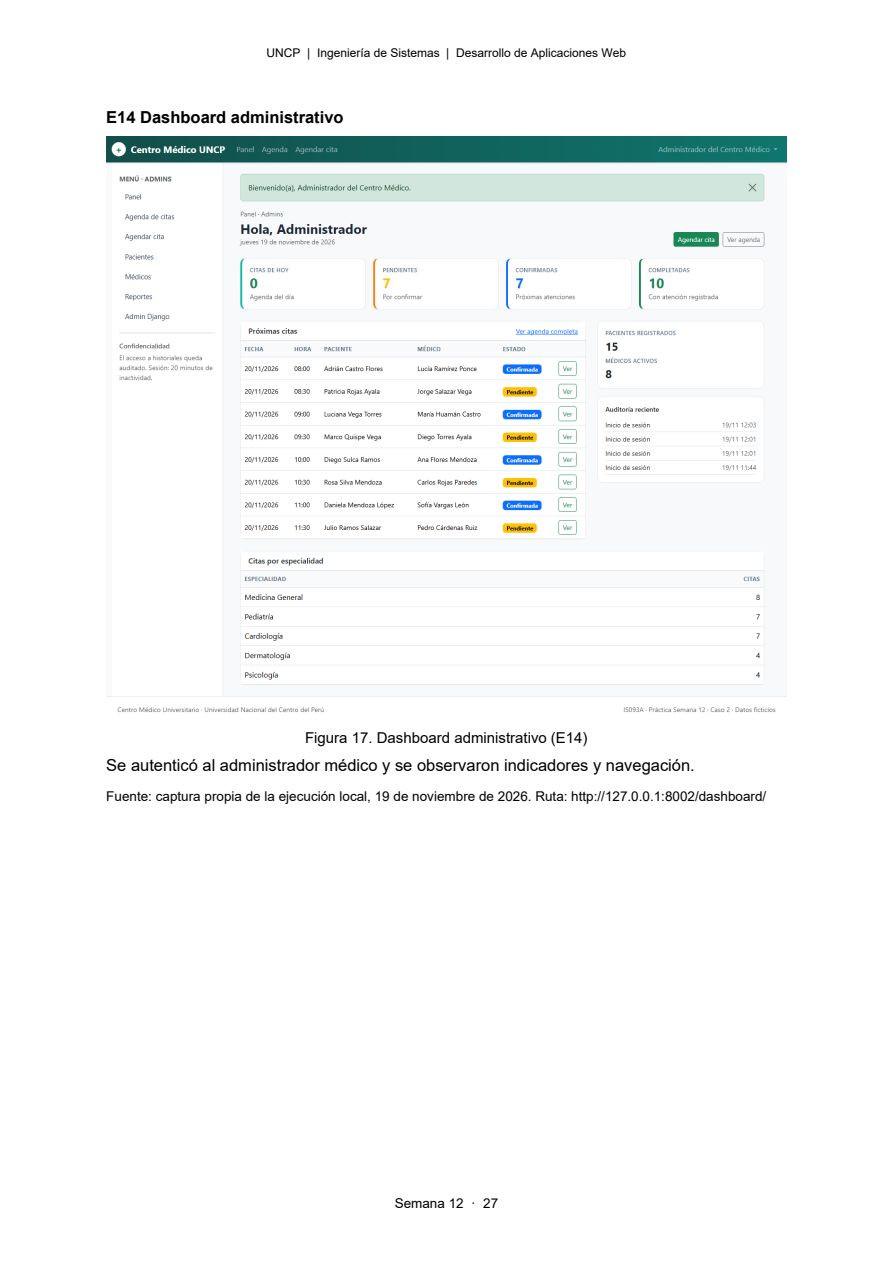 UNCP | Ingeniería de Sistemas | Desarrollo de Aplicaciones Web
E14 Dashboard administrativo
+ Centro Médico UNCP Panel Agenda Agendar cita Administrador del Centro Médico
MENÚ · ADMINS
Panel
Agenda de citas
Agendar cita
Pacientes
Médicos
Reportes
Admin Django
Confidencialidad
El acceso a historiales queda
auditado. Sesión: 20 minutos de
inactividad.
Bienvenido(a), Administrador del Centro Médico.
Panel · Admins
Hola, Administrador
jueves 19 de noviembre de 2026
Agendar cita Ver agenda
CITAS DE HOY
0
Agenda del día
PENDIENTES
7
Por confirmar
CONFIRMADAS
7
Próximas atenciones
COMPLETADAS
10
Con atención registrada
Próximas citas Ver agenda completa
FECHA HORA PACIENTE MÉDICO ESTADO
20/11/2026 08:00 Adrián Castro Flores Lucía Ramírez Ponce Confirmada Ver
20/11/2026 08:30 Patricia Rojas Ayala Jorge Salazar Vega Pendiente Ver
20/11/2026 09:00 Luciana Vega Torres María Huamán Castro Confirmada Ver
20/11/2026 09:30 Marco Quispe Vega Diego Torres Ayala Pendiente Ver
20/11/2026 10:00 Diego Sulca Ramos Ana Flores Mendoza Confirmada Ver
20/11/2026 10:30 Rosa Silva Mendoza Carlos Rojas Paredes Pendiente Ver
20/11/2026 11:00 Daniela Mendoza López Sofía Vargas León Confirmada Ver
20/11/2026 11:30 Julio Ramos Salazar Pedro Cárdenas Ruiz Pendiente Ver
PACIENTES REGISTRADOS
15
MÉDICOS ACTIVOS
8
Auditoría reciente
Inicio de sesión 19/11 12:03
Inicio de sesión 19/11 12:01
Inicio de sesión 19/11 12:01
Inicio de sesión 19/11 11:44
Citas por especialidad
ESPECIALIDAD CITAS
Medicina General 8
Pediatría 7
Cardiología 7
Dermatología 4
Psicología 4
Centro Médico Universitario · Universidad Nacional del Centro del Perú IS093A · Práctica Semana 12 · Caso 2 · Datos ficticios
Figura 17. Dashboard administrativo (E14)
Se autenticó al administrador médico y se observaron indicadores y navegación.
Fuente: captura propia de la ejecución local, 19 de noviembre de 2026. Ruta: http://127.0.0.1:8002/dashboard/
Semana 12 · 27